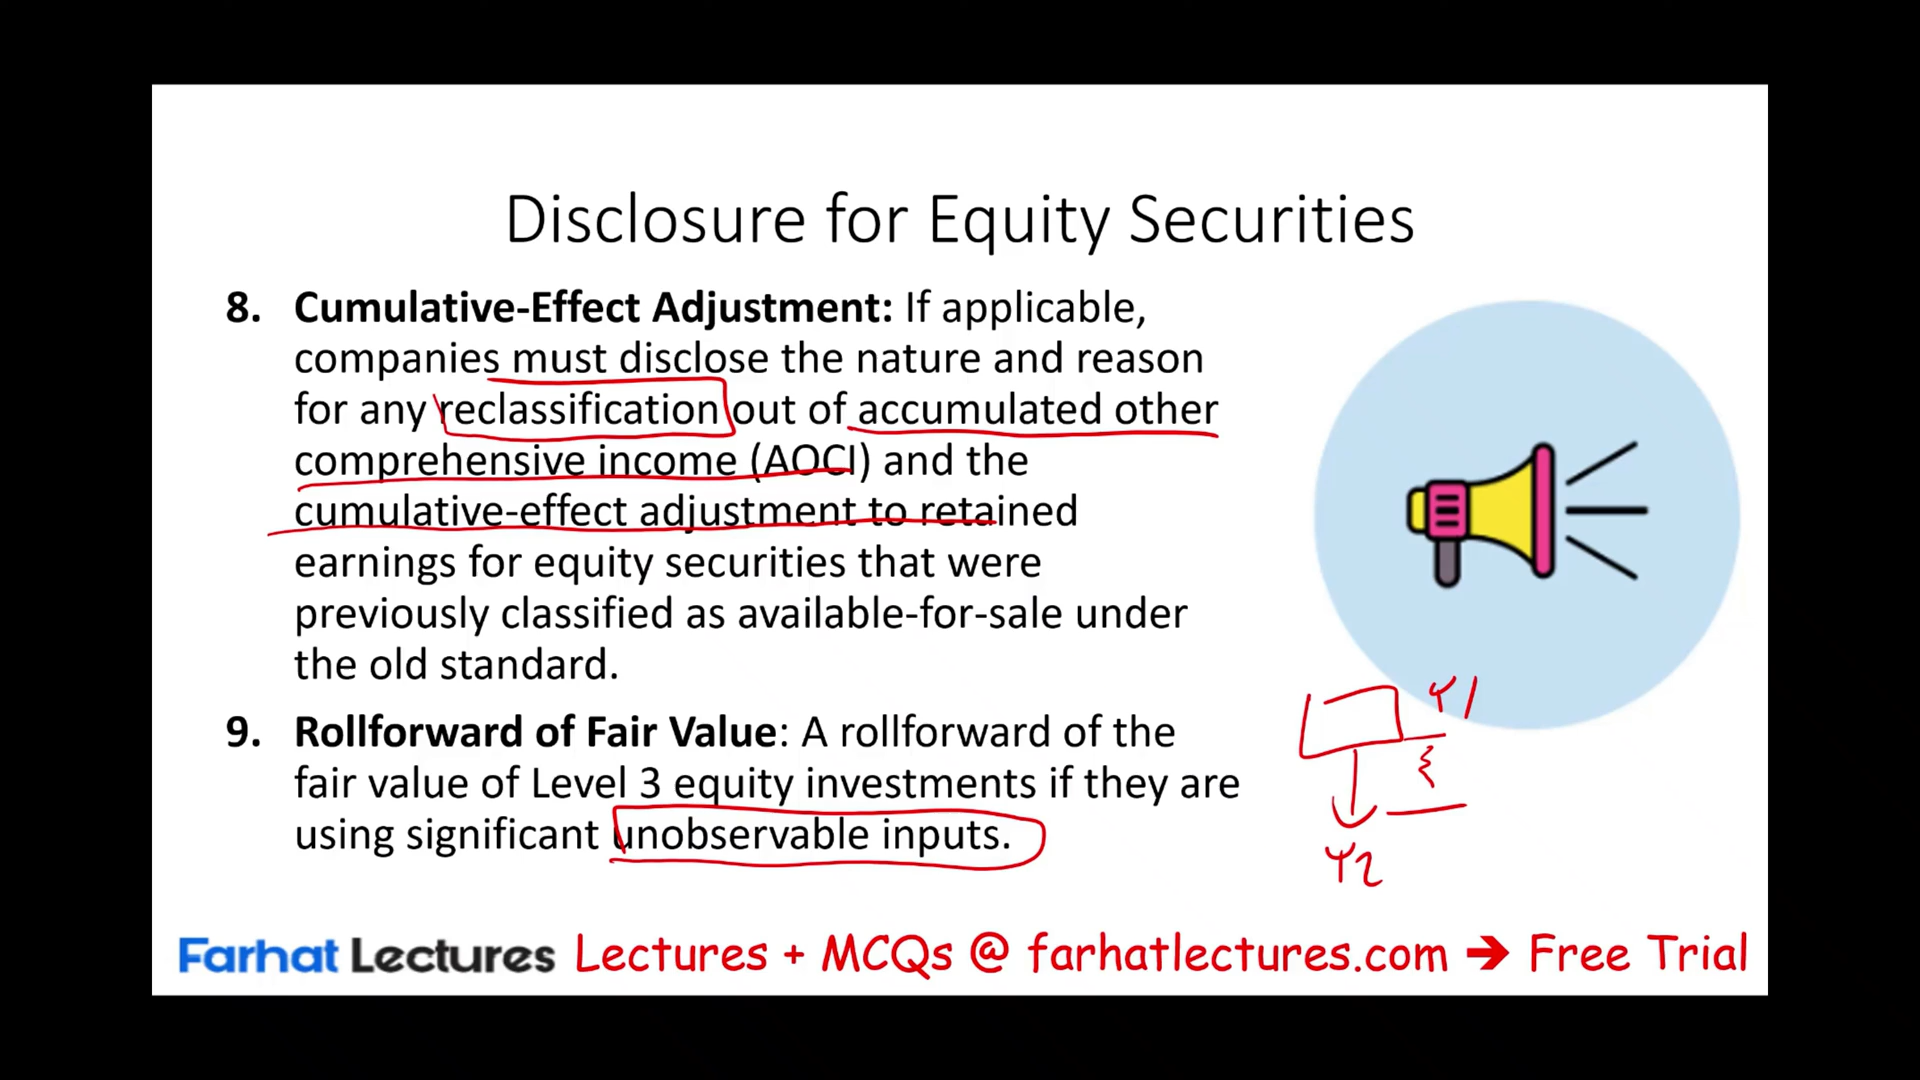 Disclosure for Equity Securities
8. Cumulative-Effect Adjustment: If applicable,
companies must disclose the nature and reason
for any reclassification out of accumulated other
comprehensive income (AOCI) and the
cumulative-effect adjustment to retained
earnings for equity securities that were
previously classified as available-for-sale under
the old standard.
Y1
9. Rollforward of Fair Value: A rollforward of the
fair value of Level 3 equity investments if they are
using significant unobservable inputs.
Y2
Farhat Lectures Lectures + MCQs @ farhatlectures.com → Free Trial